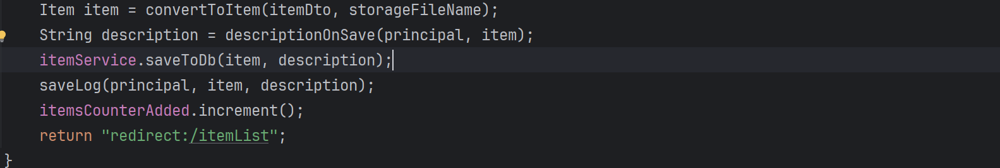 Item item = convertToItem(itemDto, storageFileName);
String description = descriptionOnSave(principal, item);
itemService.saveToDb(item, description);
saveLog(principal, item, description);
itemsCounterAdded.increment();
return "redirect:/itemList";
}